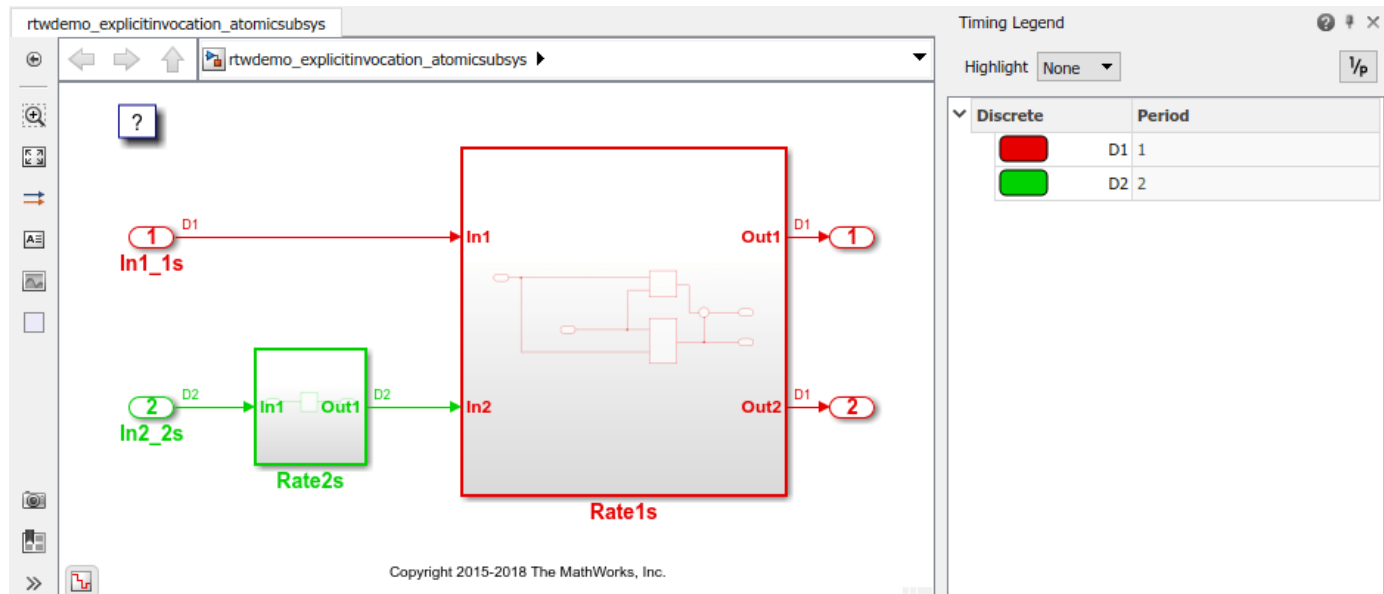 rtwdemo_explicitinvocation_atomicsubsys
Timing Legend
rtwdemo_explicitinvocation_atomicsubsys
Highlight None
1/p
?
Discrete Period
D1 1
D2 2
1 D1
In1_1s
In1
Out1
D1 1
2 D2
In2_2s
In1 Out1
D2
Rate2s
In2
Out2
D1 2
Rate1s
Copyright 2015-2018 The MathWorks, Inc.